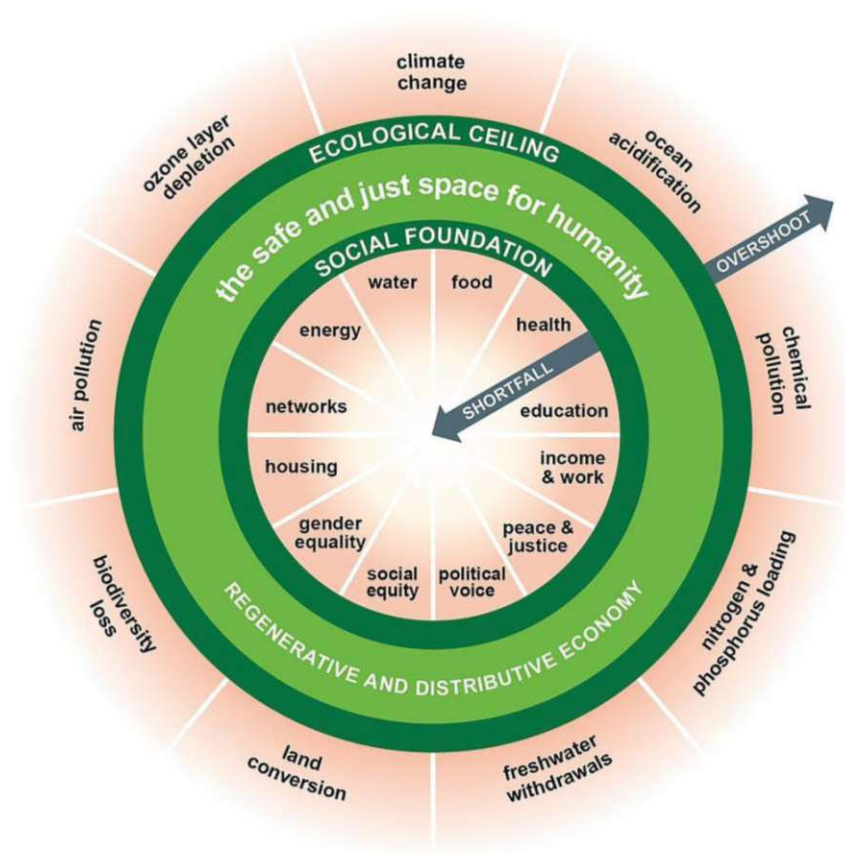 climate
change
ocean
acidification
chemical
pollution
nitrogen &
phosphorus loading
freshwater
withdrawals
land
conversion
biodiversity
loss
air pollution
ozone layer
depletion
ECOLOGICAL CEILING
OVERSHOOT
the safe and just space for humanity
SOCIAL FOUNDATION
water
food
health
SHORTFALL
education
income
& work
peace &
justice
political
voice
social
equity
gender
equality
housing
networks
energy
REGENERATIVE AND DISTRIBUTIVE ECONOMY